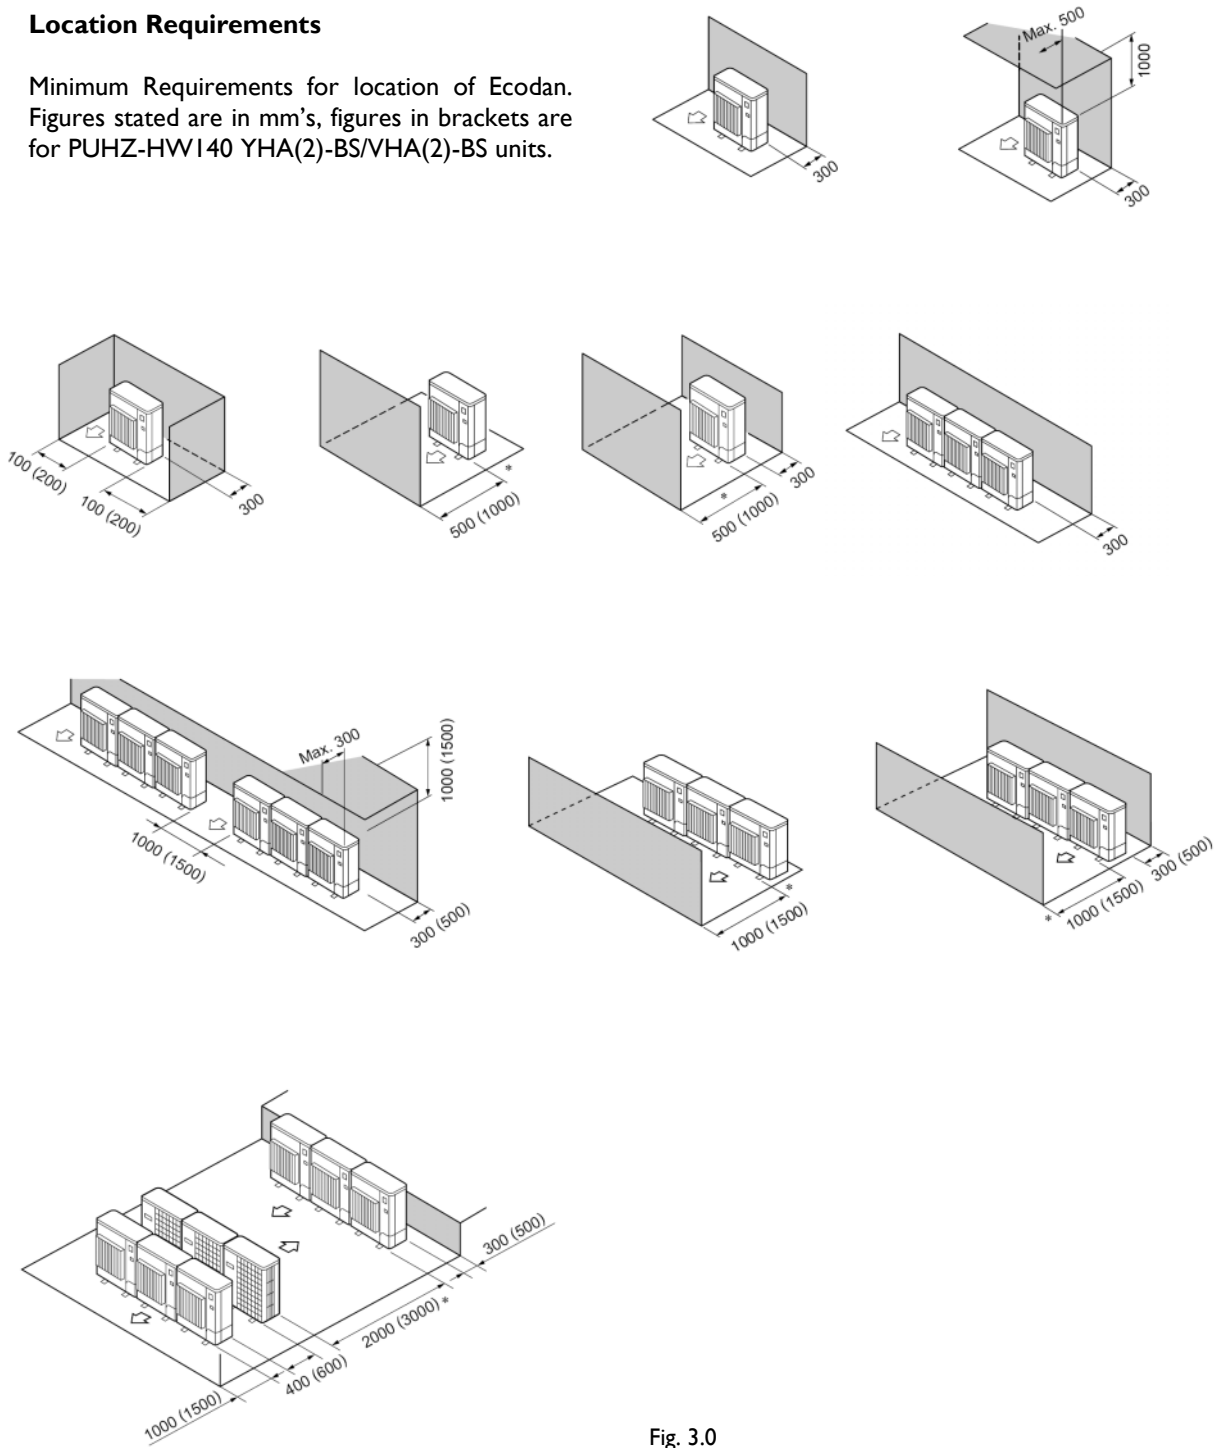 Location Requirements
Minimum Requirements for location of Ecodan.
Figures stated are in mm's, figures in brackets are
for PUHZ-HW140 YHA(2)-BS/VHA(2)-BS units.
300
Max. 500
1000
300
100 (200)
100 (200)
300
*
500 (1000)
*
500 (1000)
300
300
Max. 300
1000 (1500)
1000 (1500)
300 (500)
*
1000 (1500)
300 (500)
*
1000 (1500)
300 (500)
2000 (3000) *
400 (600)
1000 (1500)
Fig. 3.0